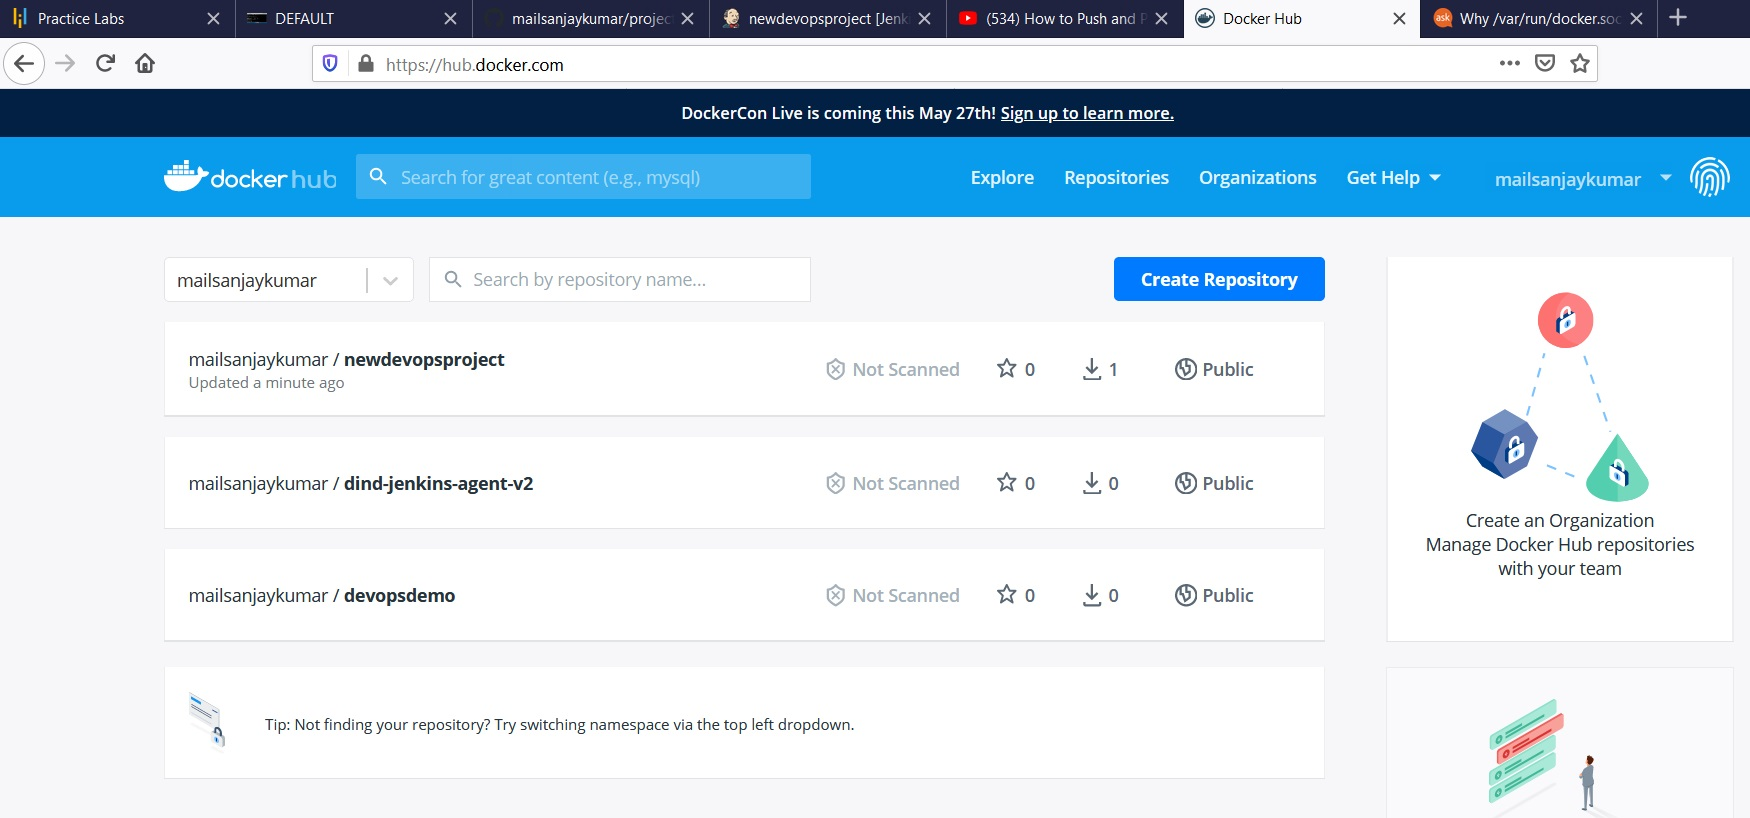 Practice Labs
DEFAULT
mailsanjaykumar/projec
newdevopsproject [Jenk
(534) How to Push and P
Docker Hub
ask
Why /var/run/docker.soc
https://hub.docker.com
DockerCon Live is coming this May 27th! Sign up to learn more.
docker hub
Search for great content (e.g., mysql)
Explore
Repositories
Organizations
Get Help
mailsanjaykumar
mailsanjaykumar
Search by repository name...
Create Repository
mailsanjaykumar / newdevopsproject
Updated a minute ago
Not Scanned
0
1
Public
mailsanjaykumar / dind-jenkins-agent-v2
Not Scanned
0
0
Public
mailsanjaykumar / devopsdemo
Not Scanned
0
0
Public
Tip: Not finding your repository? Try switching namespace via the top left dropdown.
Create an Organization
Manage Docker Hub repositories
with your team